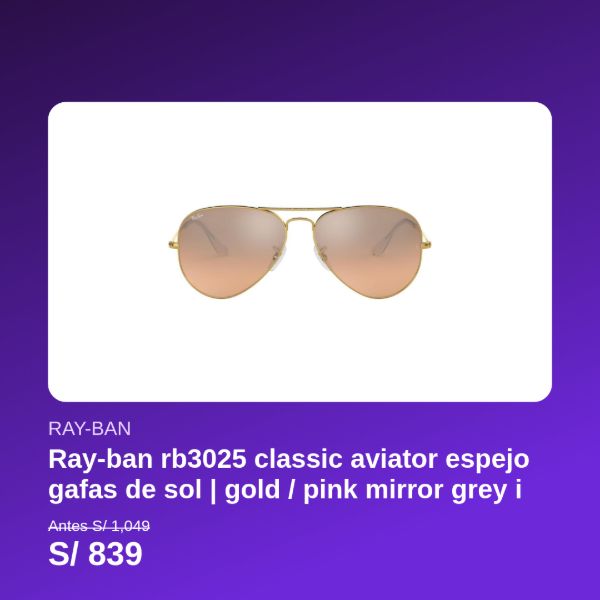 RAY-BAN
Ray-ban rb3025 classic aviator espejo
gafas de sol | gold / pink mirror grey i
Antes S/ 1,049
S/ 839